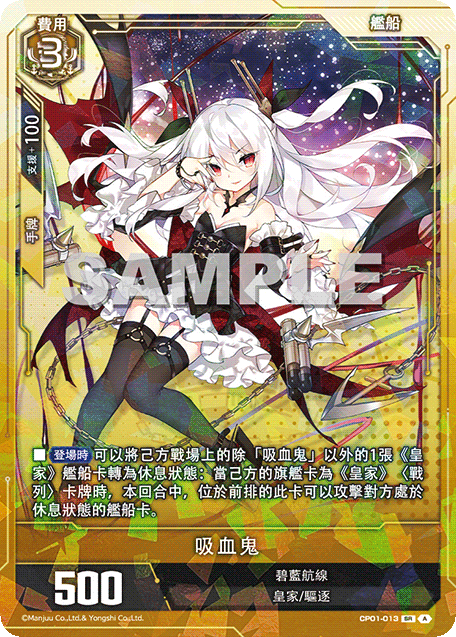 費用
3
艦船
支援+100
手牌
SAMPLE
■登場時 可以將己方戰場上的除「吸血鬼」以外的1張《皇
家》艦船卡轉為休息狀態：當己方的旗艦卡為《皇家》《戰
列》卡牌時，本回合中，位於前排的此卡可以攻擊對方處於
休息狀態的艦船卡。
吸血鬼
500
碧藍航線
皇家/驅逐
©Manjuu Co.,Ltd.& Yongshi Co.,Ltd.
CP01-013 SR A